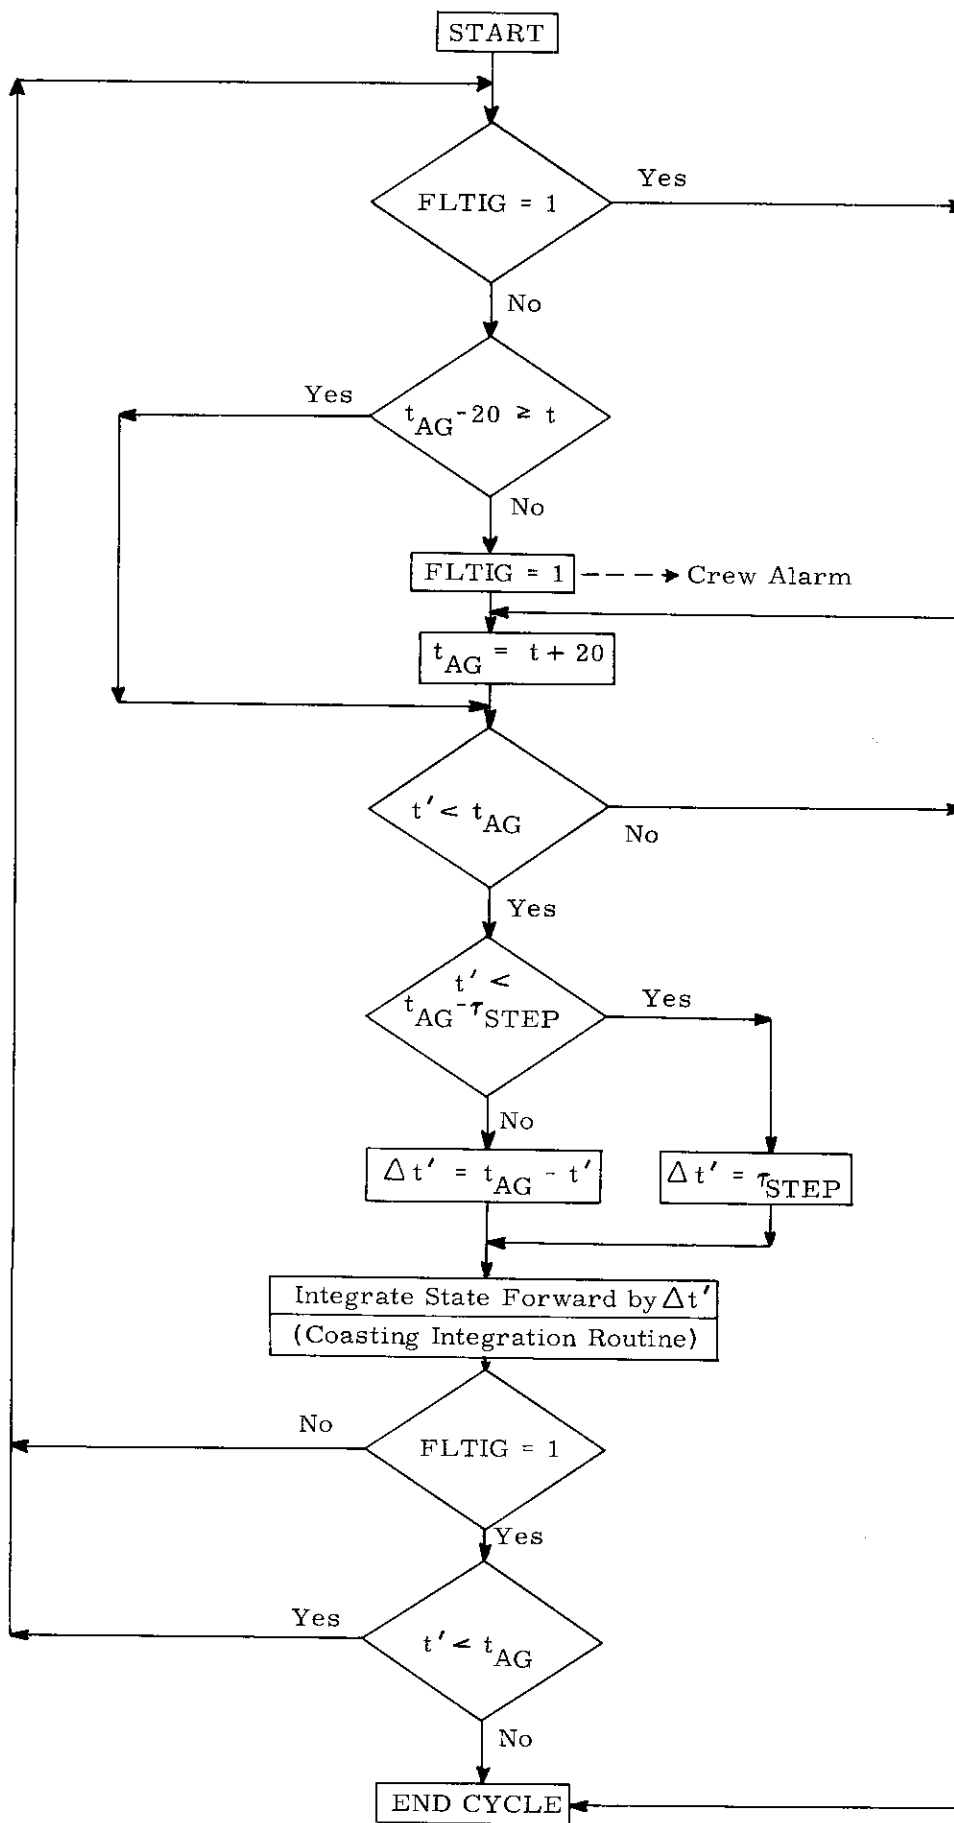 START
FLTIG = 1
Yes
No
t_AG - 20 ≥ t
Yes
No
FLTIG = 1
Crew Alarm
t_AG = t + 20
t′ < t_AG
No
Yes
t′ <
t_AG - τ_STEP
Yes
No
Δt′ = t_AG - t′
Δt′ = τ_STEP
Integrate State Forward by Δt′
(Coasting Integration Routine)
No
FLTIG = 1
Yes
Yes
t′ < t_AG
No
END CYCLE